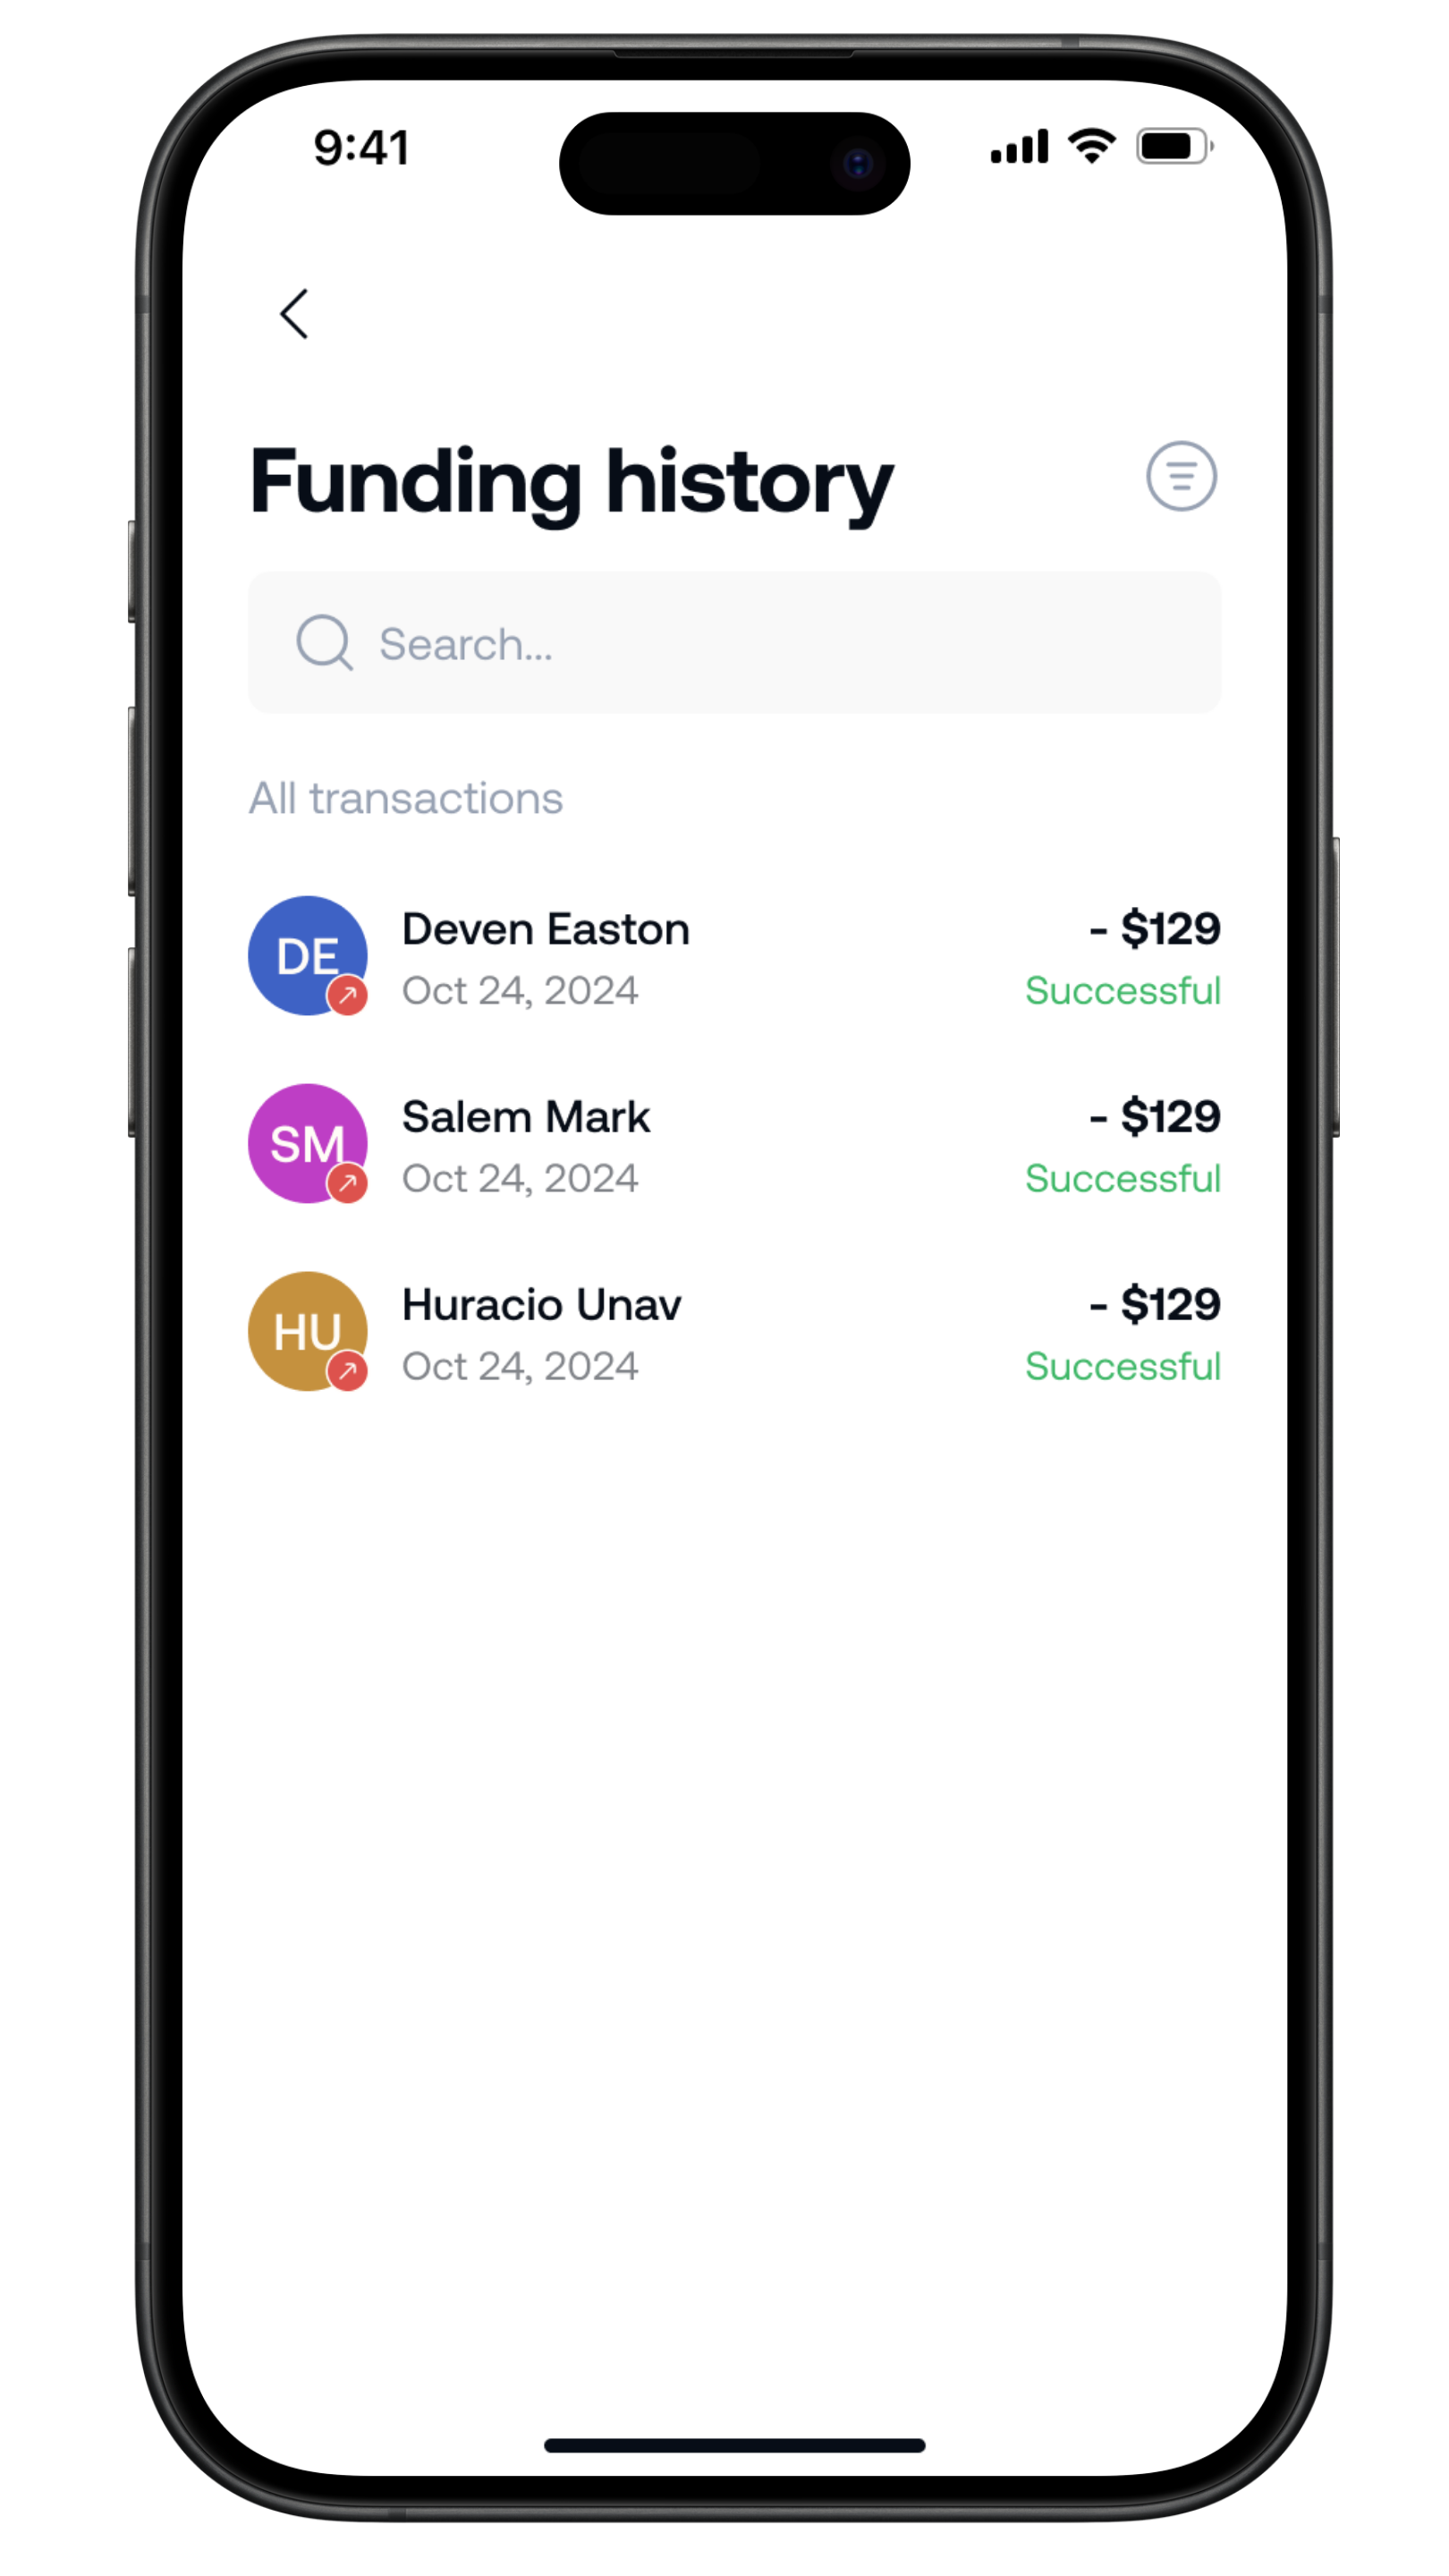 9:41
Funding history
Search...
All transactions
DE
Deven Easton
- $129
Oct 24, 2024
Successful
SM
Salem Mark
- $129
Oct 24, 2024
Successful
HU
Huracio Unav
- $129
Oct 24, 2024
Successful